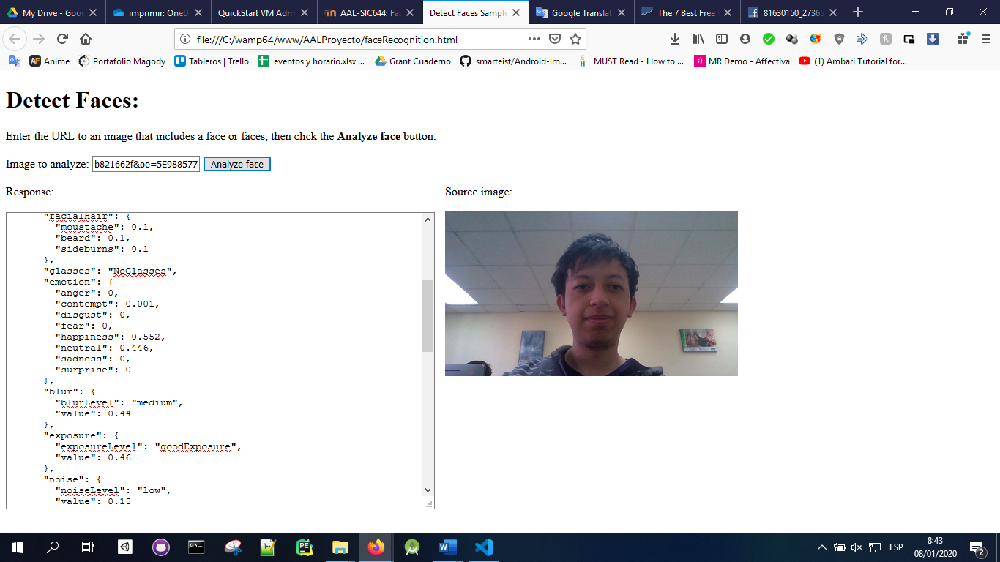 My Drive - Goog
imprimir: OneD
QuickStart VM Adm
AAL-SIC644: Fac
Detect Faces Sample
Google Translat
The 7 Best Free
81630150_27365
file:///C:/wamp64/www/AALProyecto/faceRecognition.html
Anime
Portafolio Magody
Tableros | Trello
eventos y horario.xlsx ...
Grant Cuaderno
smarteist/Android-Im...
MUST Read - How to ...
MR Demo - Affectiva
(1) Ambari Tutorial for...
Detect Faces:
Enter the URL to an image that includes a face or faces, then click the Analyze face button.
Image to analyze: b821662f&oe=5E988577 Analyze face
Response:
Source image:
"facialHair": {
"moustache": 0.1,
"beard": 0.1,
"sideburns": 0.1
},
"glasses": "NoGlasses",
"emotion": {
"anger": 0,
"contempt": 0.001,
"disgust": 0,
"fear": 0,
"happiness": 0.552,
"neutral": 0.446,
"sadness": 0,
"surprise": 0
},
"blur": {
"blurLevel": "medium",
"value": 0.44
},
"exposure": {
"exposureLevel": "goodExposure",
"value": 0.46
},
"noise": {
"noiseLevel": "low",
"value": 0.15
ESP
8:43
08/01/2020
2